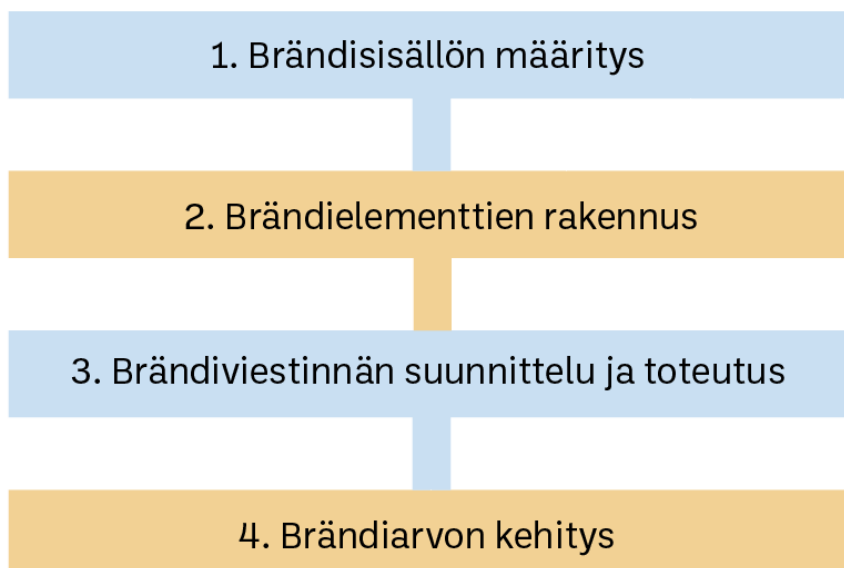 1. Brändisisällön määritys
2. Brändielementtien rakennus
3. Brändiviestinnän suunnittelu ja toteutus
4. Brändiarvon kehitys